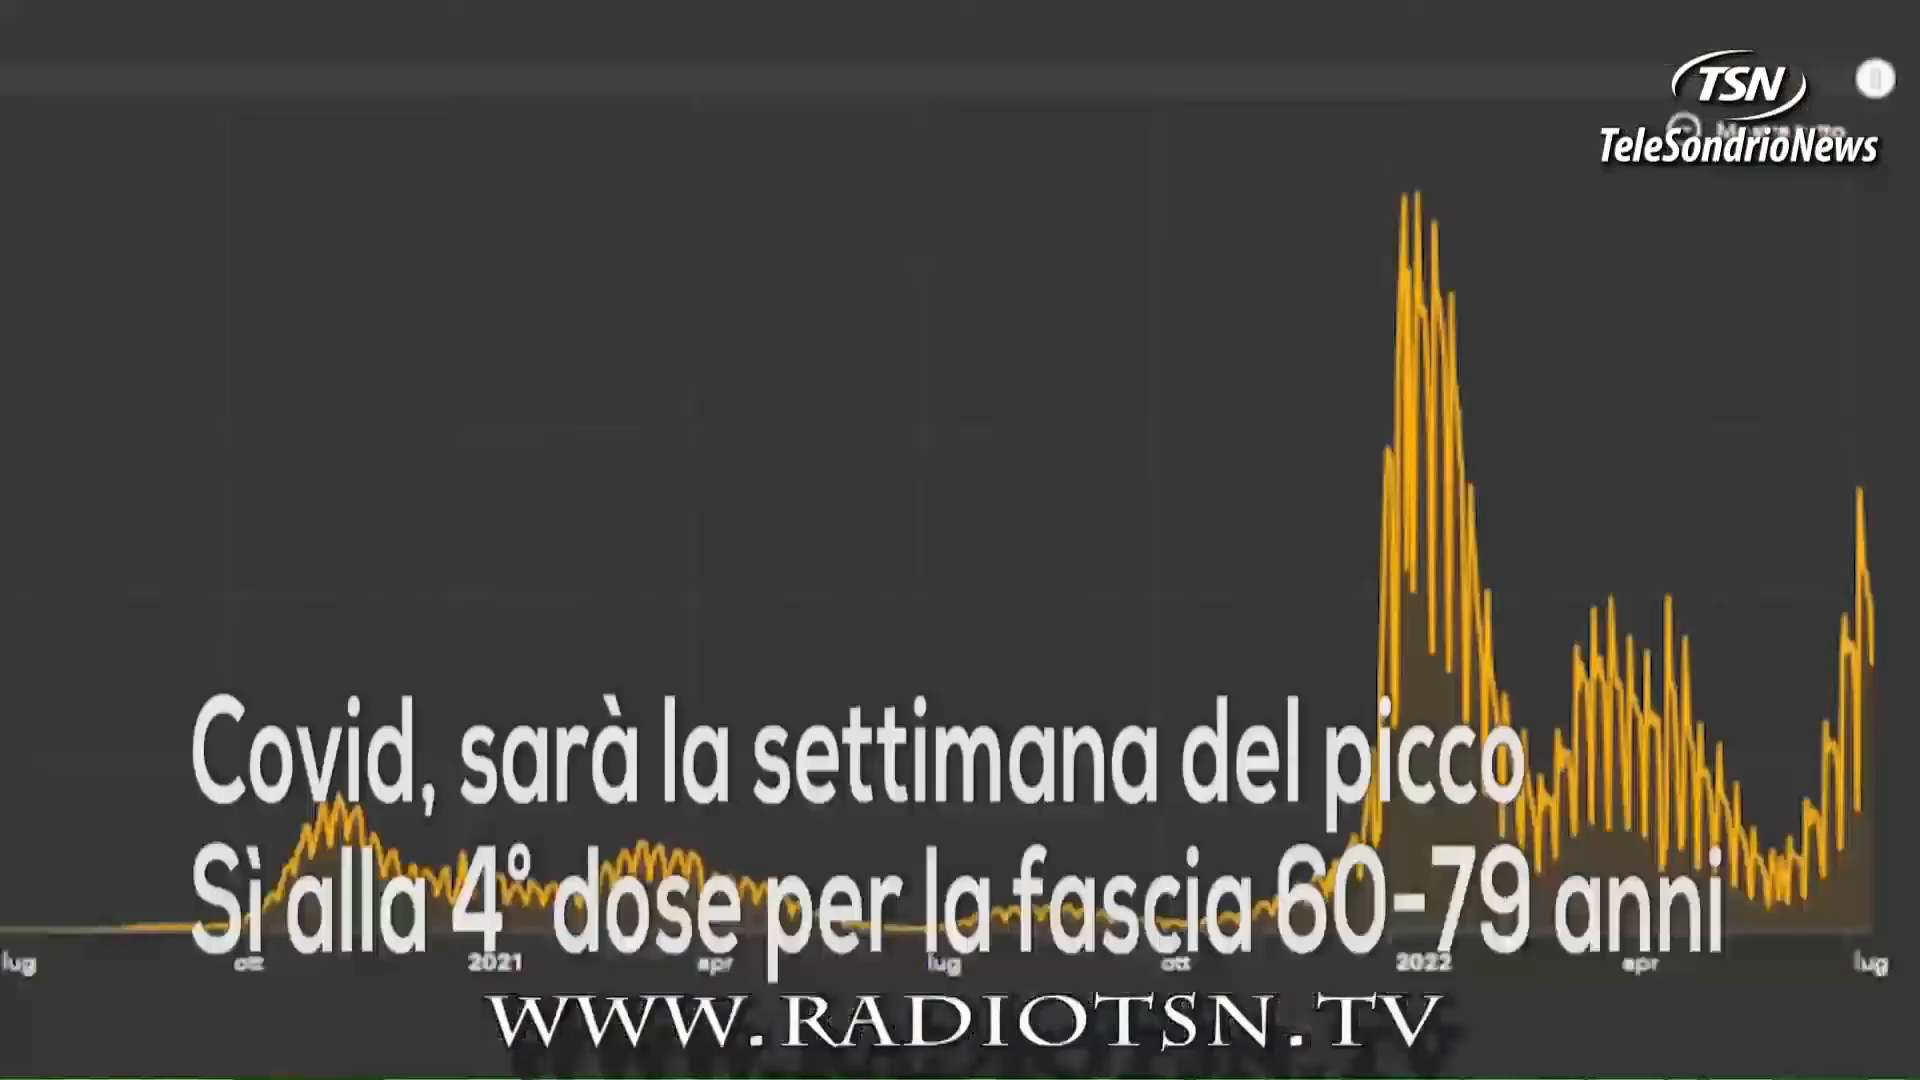 TSN
TeleSondrioNews
Covid, sarà la settimana del picco
Sì alla 4° dose per la fascia 60-79 anni
lug ott 2021 apr lug ott 2022 apr lug
WWW.RADIOTSN.TV